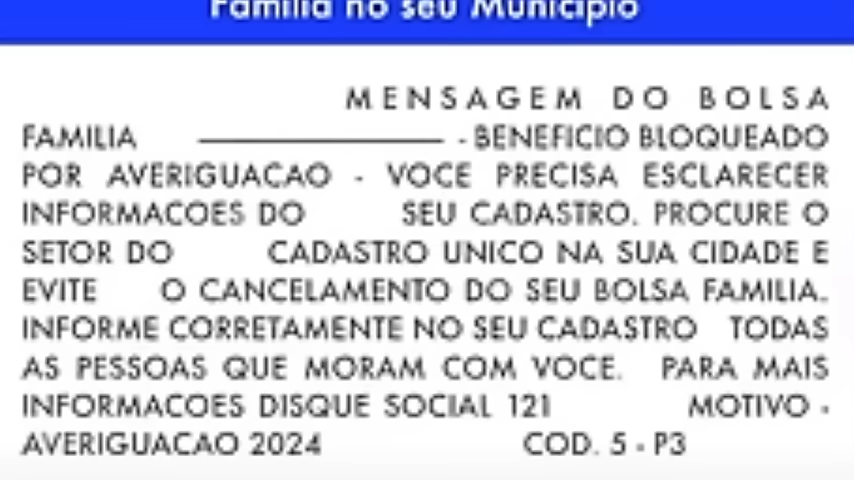 Família no seu Município
MENSAGEM DO BOLSA
FAMILIA ———————— - BENEFICIO BLOQUEADO
POR AVERIGUACAO - VOCE PRECISA ESCLARECER
INFORMACOES DO SEU CADASTRO. PROCURE O
SETOR DO CADASTRO UNICO NA SUA CIDADE E
EVITE O CANCELAMENTO DO SEU BOLSA FAMILIA.
INFORME CORRETAMENTE NO SEU CADASTRO TODAS
AS PESSOAS QUE MORAM COM VOCE. PARA MAIS
INFORMACOES DISQUE SOCIAL 121 MOTIVO -
AVERIGUACAO 2024 COD. 5 - P3